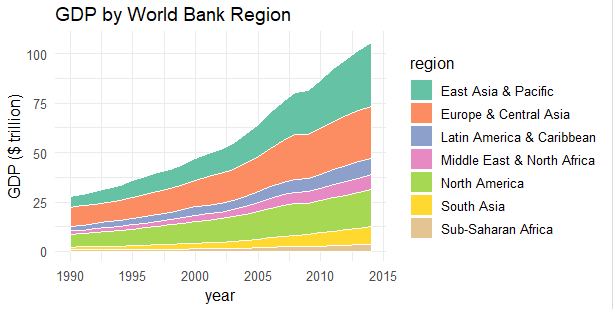 GDP by World Bank Region
GDP ($ trillion)
100
75
50
25
0
1990 1995 2000 2005 2010 2015
year
region
East Asia & Pacific
Europe & Central Asia
Latin America & Caribbean
Middle East & North Africa
North America
South Asia
Sub-Saharan Africa